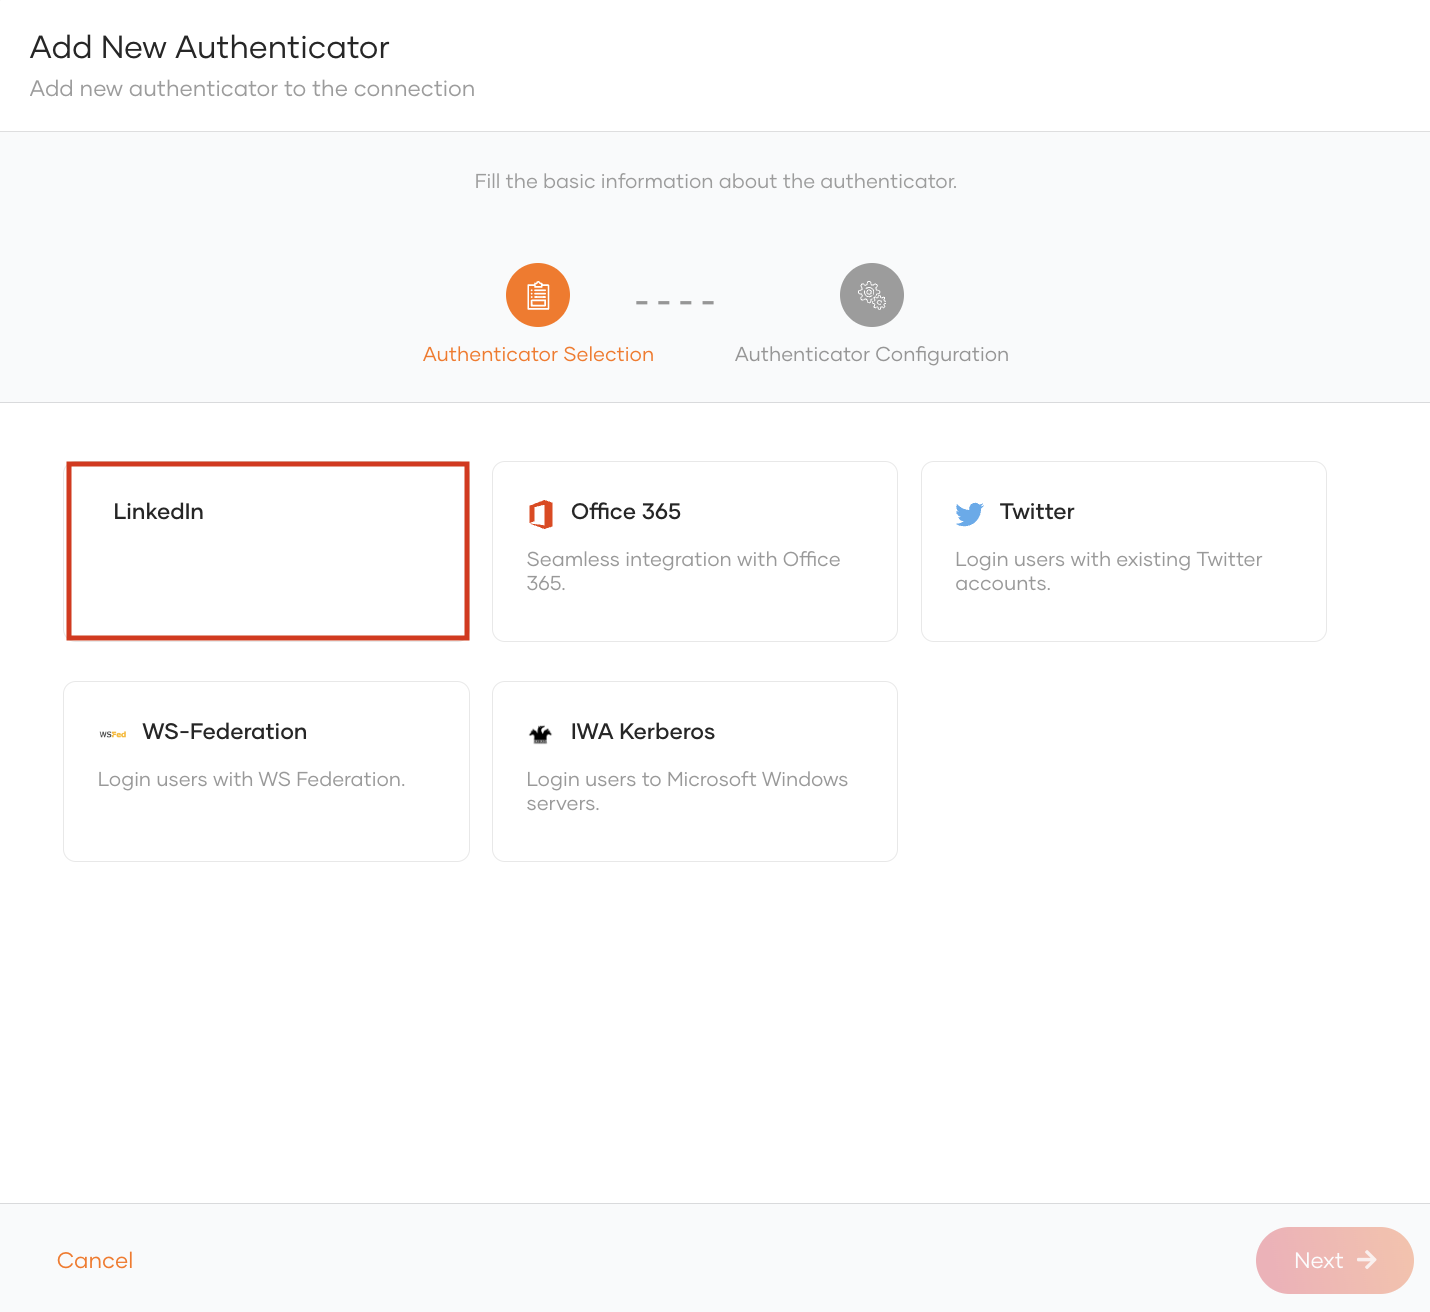 Add New Authenticator
Add new authenticator to the connection
Fill the basic information about the authenticator.
Authenticator Selection
Authenticator Configuration
LinkedIn
Office 365
Seamless integration with Office
365.
Twitter
Login users with existing Twitter
accounts.
WSFed
WS-Federation
Login users with WS Federation.
IWA Kerberos
Login users to Microsoft Windows
servers.
Cancel
Next